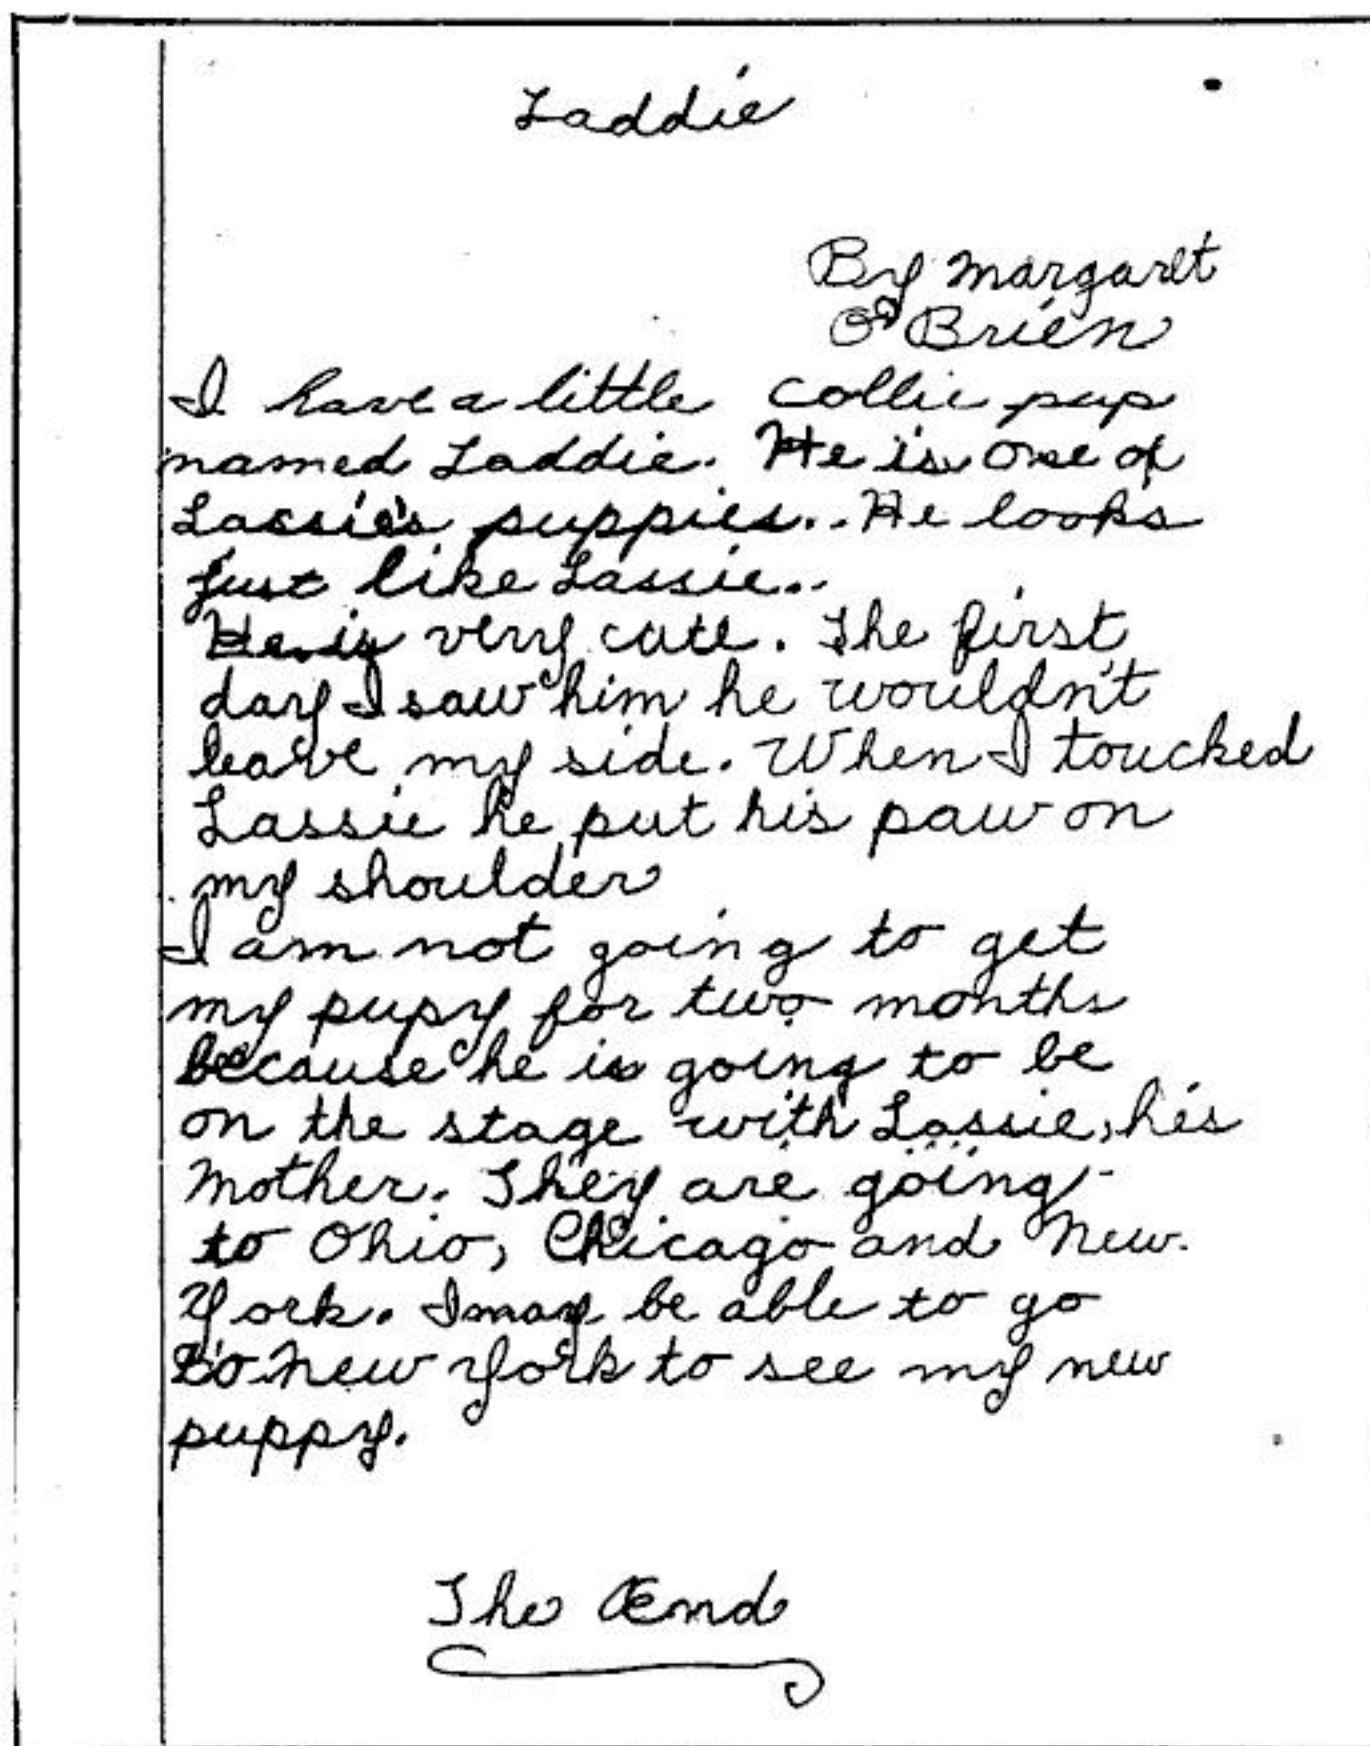 Laddie
By Margaret
O'Brien
I have a little collie pup
named Laddie. He is one of
Lassie's puppies.. He looks
just like Lassie..
He is very cute. The first
day I saw him he wouldn't
leave my side. When I touched
Lassie he put his paw on
my shoulder
I am not going to get
my pupy for two months
because he is going to be
on the stage with Lassie, his
Mother. They are going
to Ohio, Chicago and New
York. I may be able to go
to New York to see my new
puppy.
The End